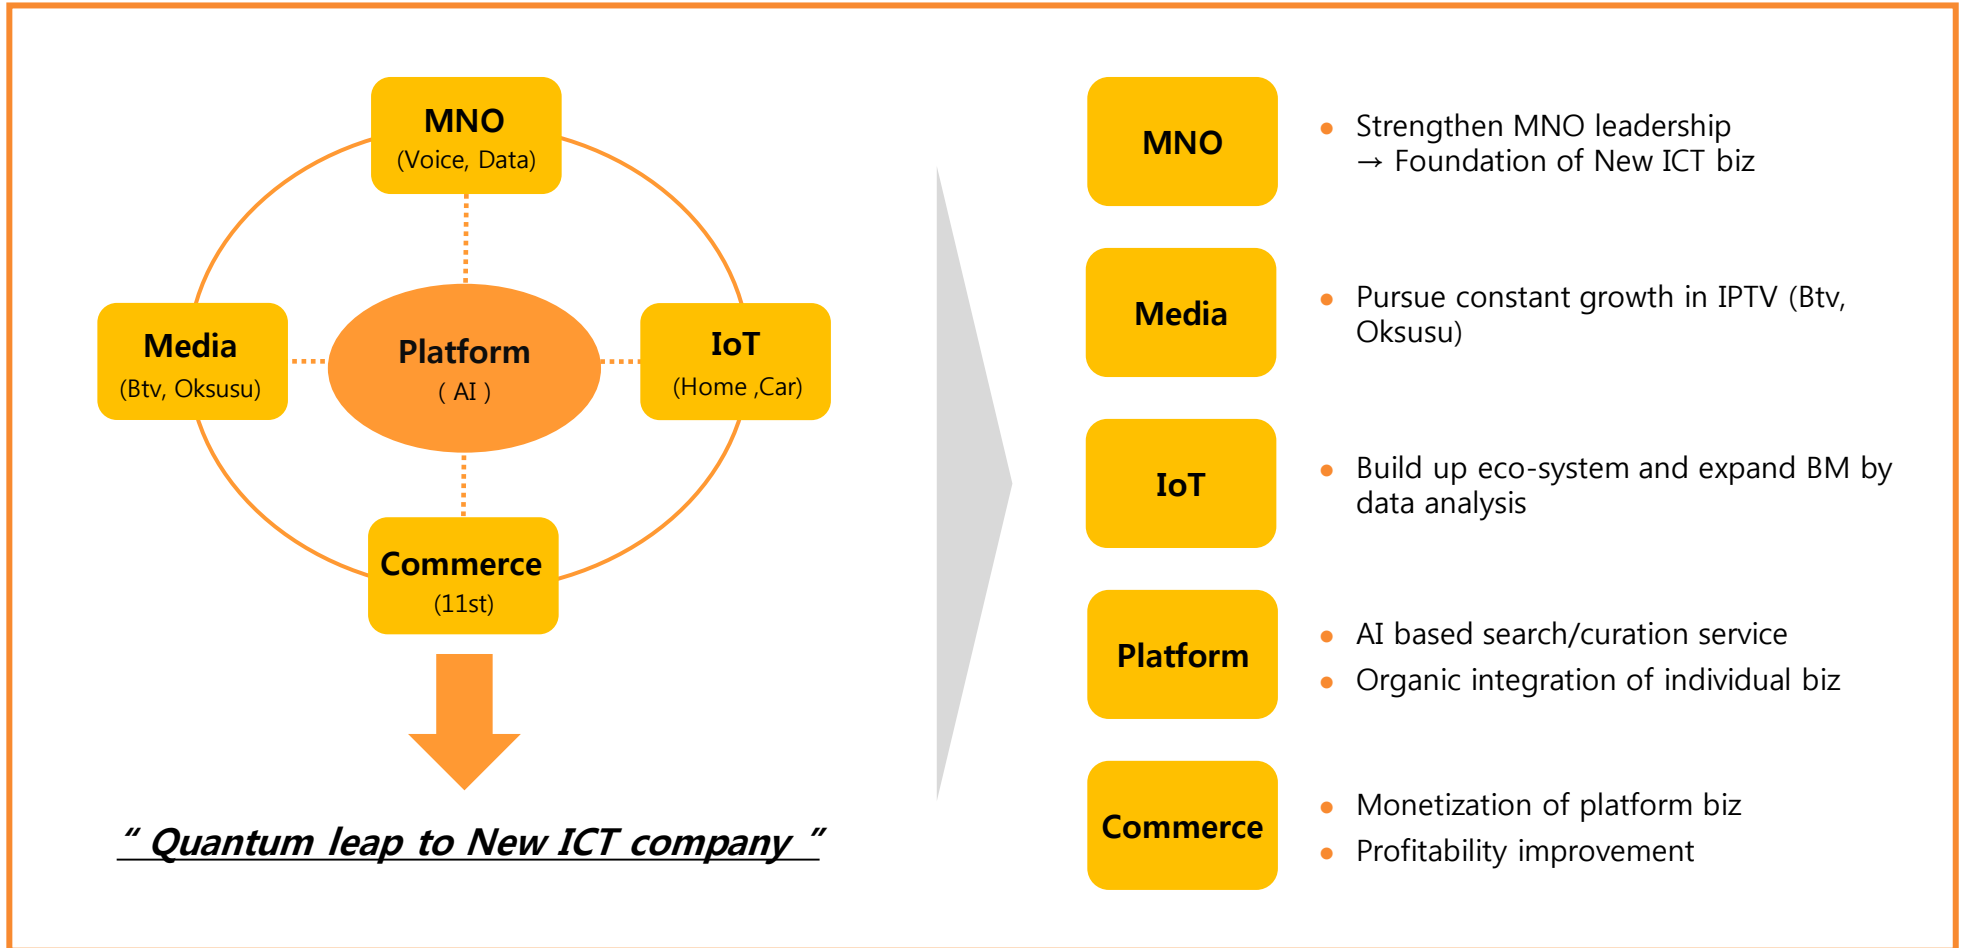 MNO
(Voice, Data)
Media
(Btv, Oksusu)
Platform
( AI )
IoT
(Home ,Car)
Commerce
(11st)
“ Quantum leap to New ICT company ”
MNO
• Strengthen MNO leadership
→ Foundation of New ICT biz
Media
• Pursue constant growth in IPTV (Btv,
Oksusu)
IoT
• Build up eco-system and expand BM by
data analysis
Platform
• AI based search/curation service
• Organic integration of individual biz
Commerce
• Monetization of platform biz
• Profitability improvement